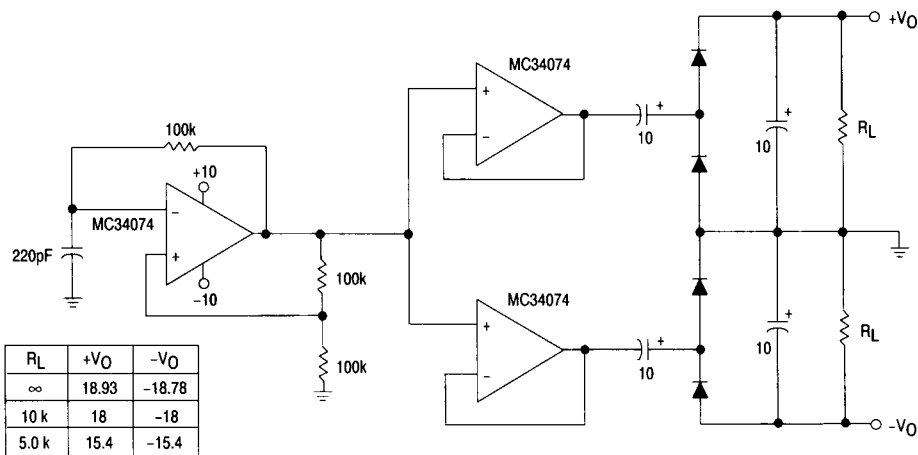 MC34074
+
−
+
10
+VO
RL
+
10
100k
+10
MC34074
−
+
−10
220pF
100k
100k
MC34074
+
−
+
10
+
10
RL
−VO
RL +VO −VO
∞ 18.93 −18.78
10 k 18 −18
5.0 k 15.4 −15.4